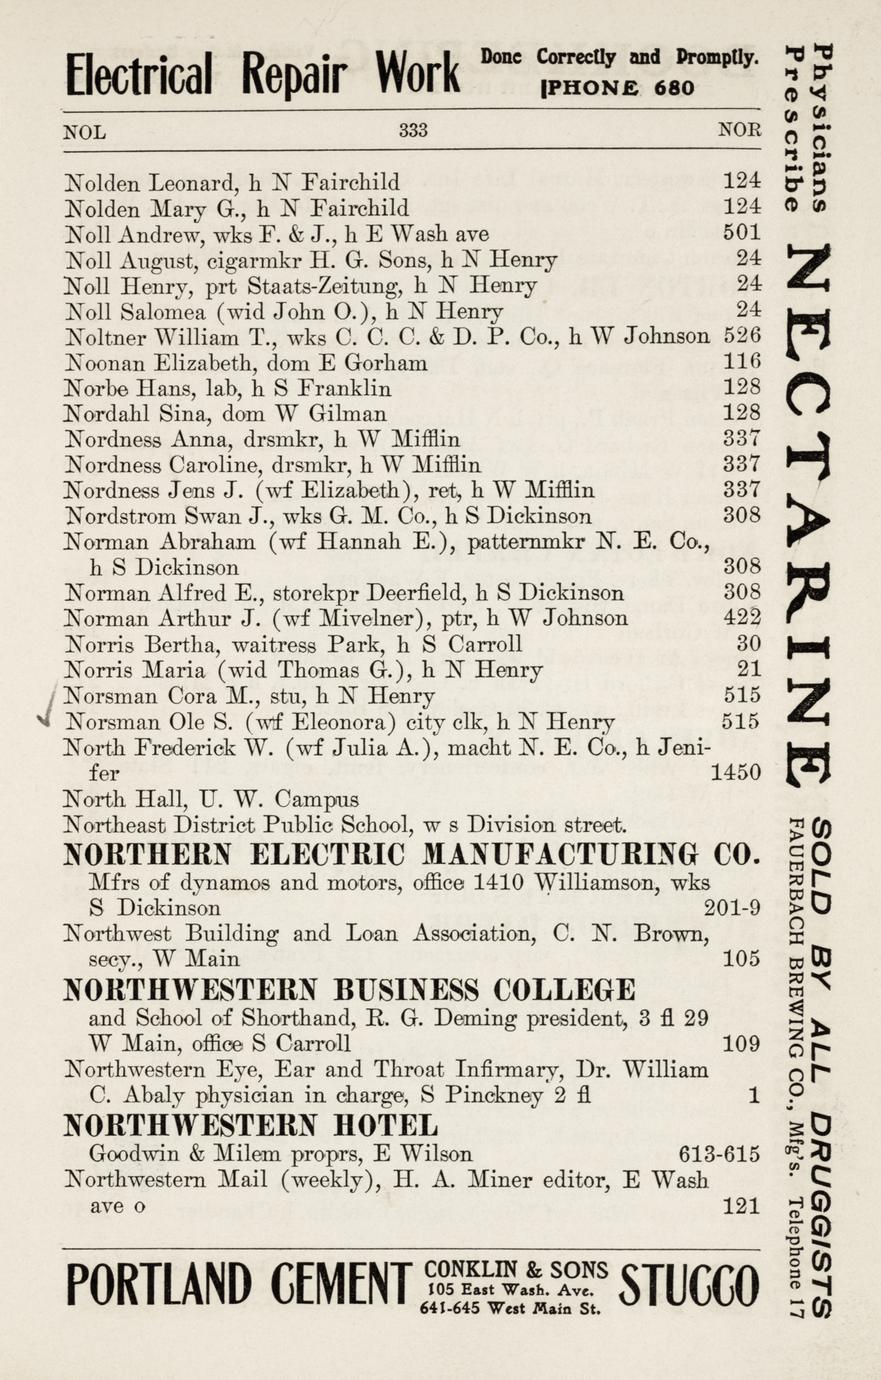 Electrical Repair Work Done Correctly and Promptly.
PHONE 680
NOL 333 NOR
Nolden Leonard, h N Fairchild 124
Nolden Mary G., h N Fairchild 124
Noll Andrew, wks F. & J., h E Wash ave 501
Noll August, cigarmkr H. G. Sons, h N Henry 24
Noll Henry, prt Staats-Zeitung, h N Henry 24
Noll Salomea (wid John O.), h N Henry 24
Noltner William T., wks C. C. C. & D. P. Co., h W Johnson 526
Noonan Elizabeth, dom E Gorham 116
Norbe Hans, lab, h S Franklin 128
Nordahl Sina, dom W Gilman 128
Nordness Anna, drsmkr, h W Mifflin 337
Nordness Caroline, drsmkr, h W Mifflin 337
Nordness Jens J. (wf Elizabeth), ret, h W Mifflin 337
Nordstrom Swan J., wks G. M. Co., h S Dickinson 308
Norman Abraham (wf Hannah E.), patternmkr N. E. Co.,
h S Dickinson 308
Norman Alfred E., storekpr Deerfield, h S Dickinson 308
Norman Arthur J. (wf Mivelner), ptr, h W Johnson 422
Norris Bertha, waitress Park, h S Carroll 30
Norris Maria (wid Thomas G.), h N Henry 21
Norsman Cora M., stu, h N Henry 515
Norsman Ole S. (wf Eleonora) city clk, h N Henry 515
North Frederick W. (wf Julia A.), macht N. E. Co., h Jeni-
fer 1450
North Hall, U. W. Campus
Northeast District Public School, w s Division street.
NORTHERN ELECTRIC MANUFACTURING CO.
Mfrs of dynamos and motors, office 1410 Williamson, wks
S Dickinson 201-9
Northwest Building and Loan Association, C. N. Brown,
secy., W Main 105
NORTHWESTERN BUSINESS COLLEGE
and School of Shorthand, R. G. Deming president, 3 fl 29
W Main, office S Carroll 109
Northwestern Eye, Ear and Throat Infirmary, Dr. William
C. Abaly physician in charge, S Pinckney 2 fl 1
NORTHWESTERN HOTEL
Goodwin & Milem proprs, E Wilson 613-615
Northwestern Mail (weekly), H. A. Miner editor, E Wash
ave o 121
PORTLAND CEMENT CONKLIN & SONS STUCCO
105 East Wash. Ave.
641-645 West Main St.
Physicians
Prescribe
NECTARINE
SOLD BY ALL DRUGGISTS
FAUERBACH BREWING CO., Mfg's. Telephone 17